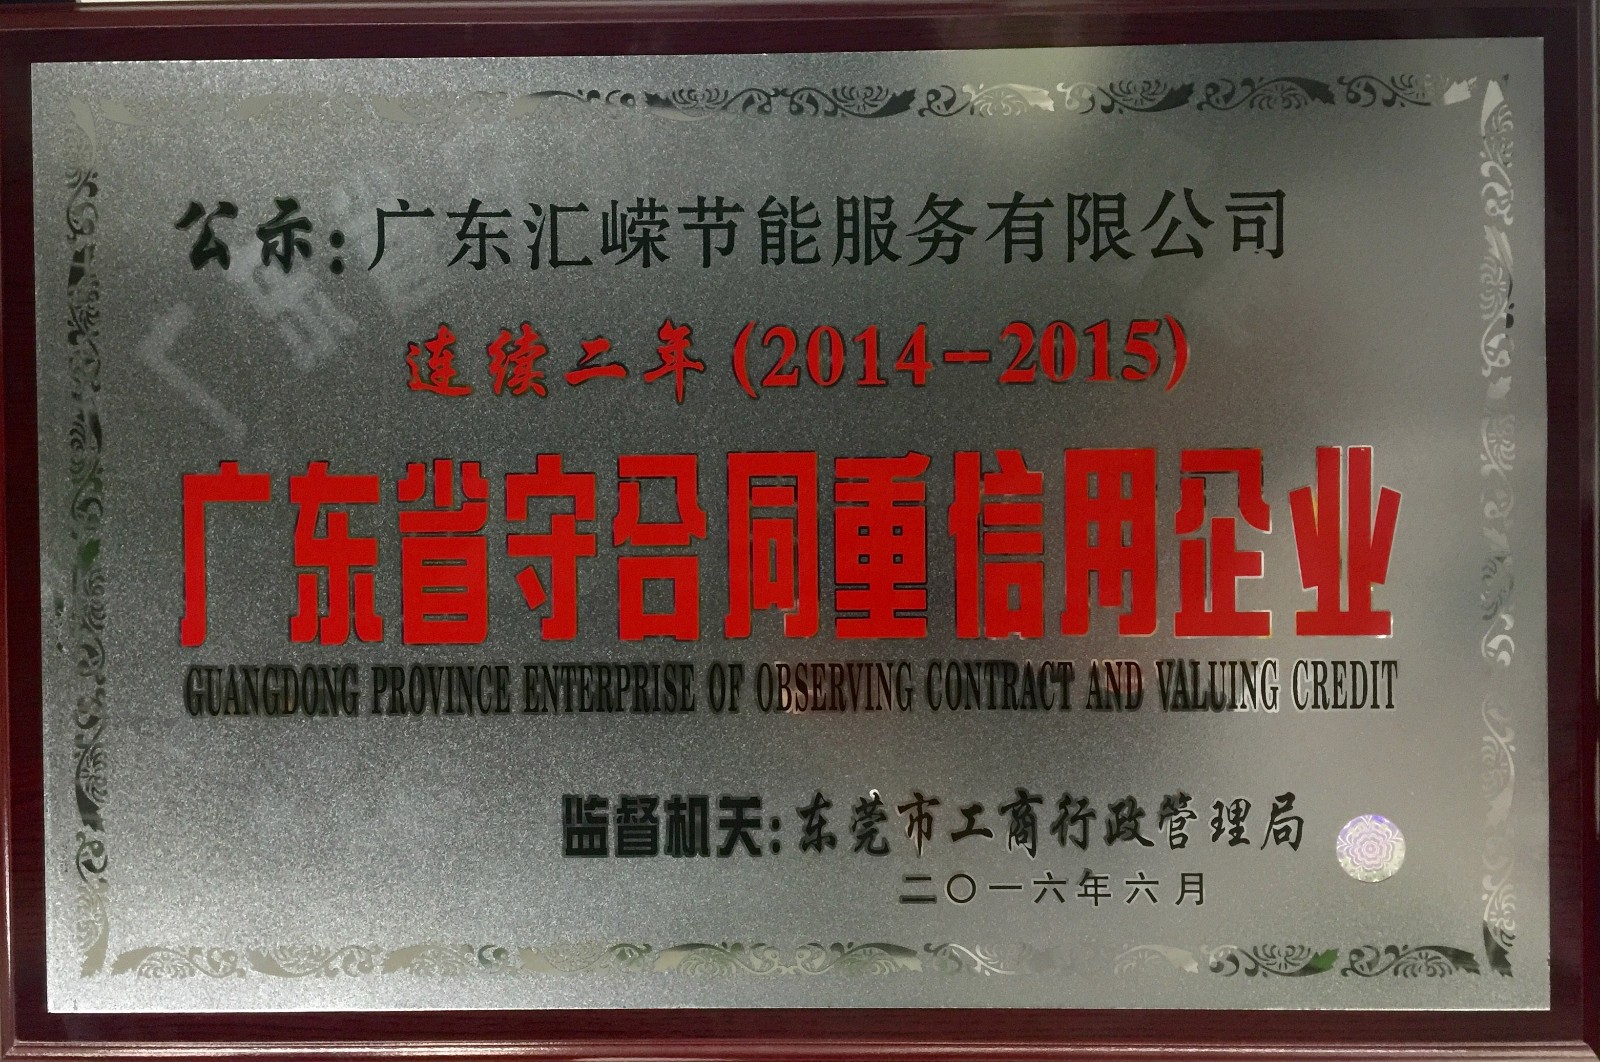 公示:广东汇嵘节能服务有限公司
连续二年(2014-2015)
广东省守合同重信用企业
GUANGDONG PROVINCE ENTERPRISE OF OBSERVING CONTRACT AND VALUING CREDIT
监督机关:东莞市工商行政管理局
二〇一六年六月